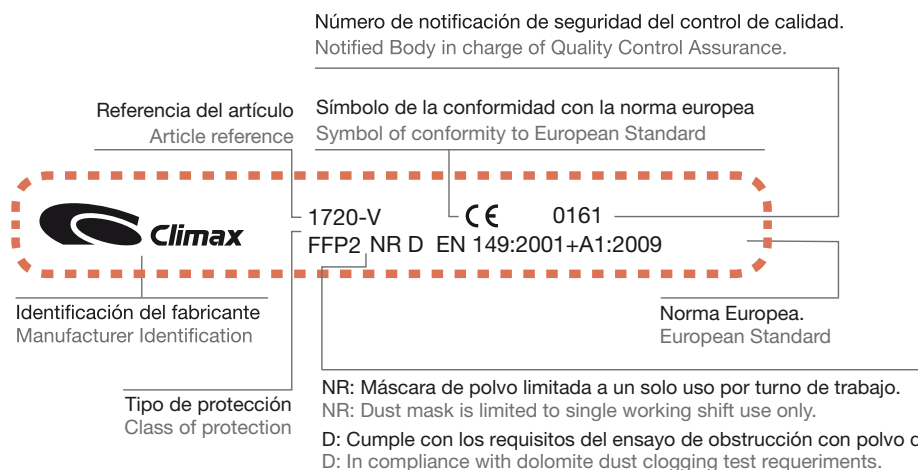 Número de notificación de seguridad del control de calidad.
Notified Body in charge of Quality Control Assurance.
Referencia del artículo
Article reference
Símbolo de la conformidad con la norma europea
Symbol of conformity to European Standard
Climax
1720-V
CE 0161
FFP2 NR D EN 149:2001+A1:2009
Identificación del fabricante
Manufacturer Identification
Norma Europea.
European Standard
Tipo de protección
Class of protection
NR: Máscara de polvo limitada a un solo uso por turno de trabajo.
NR: Dust mask is limited to single working shift use only.
D: Cumple con los requisitos del ensayo de obstrucción con polvo
D: In compliance with dolomite dust clogging test requeriments.